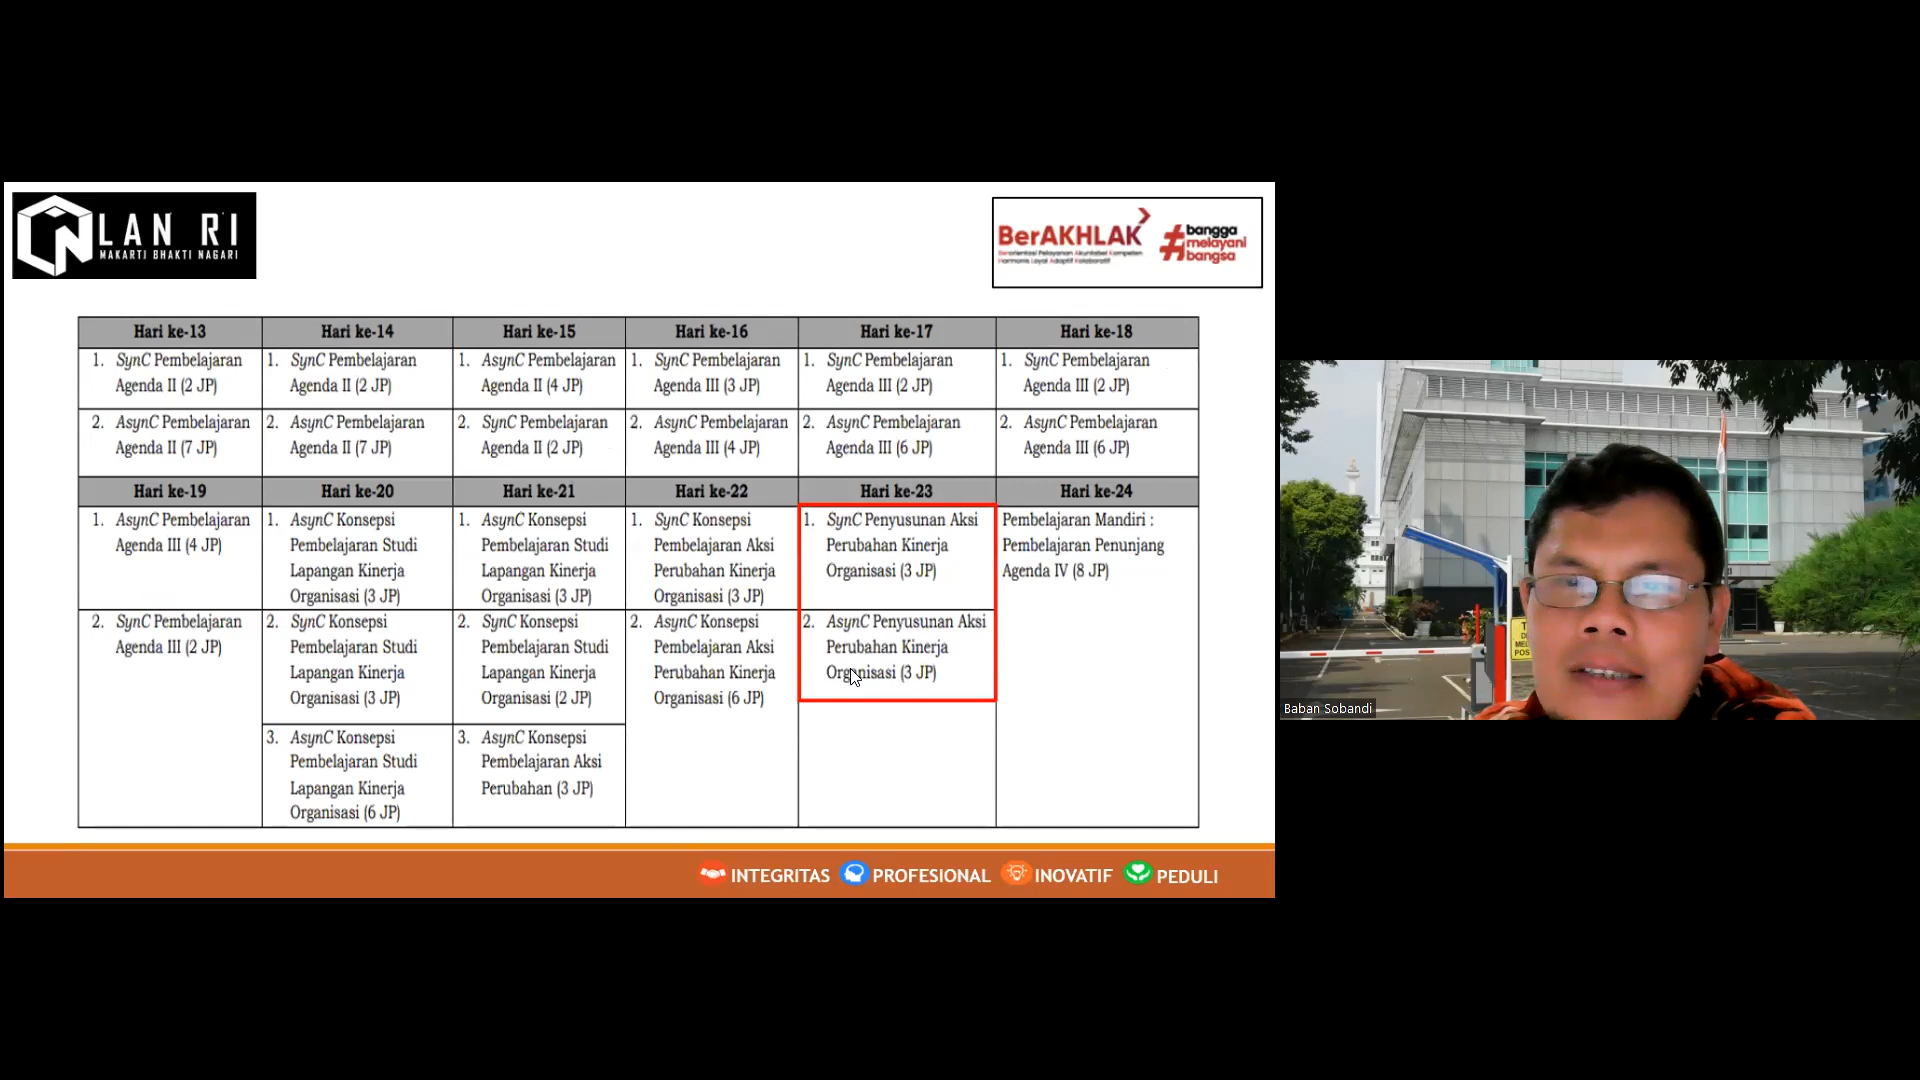 LAN RI
MAKARTI BHAKTI NAGARI
BerAKHLAK
Berorientasi Pelayanan Akuntabel Kompeten
Harmonis Loyal Adaptif Kolaboratif
#bangga
melayani
bangsa
Hari ke-13 Hari ke-14 Hari ke-15 Hari ke-16 Hari ke-17 Hari ke-18
1. SynC Pembelajaran
Agenda II (2 JP)
1. SynC Pembelajaran
Agenda II (2 JP)
1. AsynC Pembelajaran
Agenda II (4 JP)
1. SynC Pembelajaran
Agenda III (3 JP)
1. SynC Pembelajaran
Agenda III (2 JP)
1. SynC Pembelajaran
Agenda III (2 JP)
2. AsynC Pembelajaran
Agenda II (7 JP)
2. AsynC Pembelajaran
Agenda II (7 JP)
2. SynC Pembelajaran
Agenda II (2 JP)
2. AsynC Pembelajaran
Agenda III (4 JP)
2. AsynC Pembelajaran
Agenda III (6 JP)
2. AsynC Pembelajaran
Agenda III (6 JP)
Hari ke-19 Hari ke-20 Hari ke-21 Hari ke-22 Hari ke-23 Hari ke-24
1. AsynC Pembelajaran
Agenda III (4 JP)
1. AsynC Konsepsi
Pembelajaran Studi
Lapangan Kinerja
Organisasi (3 JP)
1. AsynC Konsepsi
Pembelajaran Studi
Lapangan Kinerja
Organisasi (3 JP)
1. SynC Konsepsi
Pembelajaran Aksi
Perubahan Kinerja
Organisasi (3 JP)
1. SynC Penyusunan Aksi
Perubahan Kinerja
Organisasi (3 JP)
Pembelajaran Mandiri :
Pembelajaran Penunjang
Agenda IV (8 JP)
2. SynC Pembelajaran
Agenda III (2 JP)
2. SynC Konsepsi
Pembelajaran Studi
Lapangan Kinerja
Organisasi (3 JP)
2. SynC Konsepsi
Pembelajaran Studi
Lapangan Kinerja
Organisasi (2 JP)
2. AsynC Konsepsi
Pembelajaran Aksi
Perubahan Kinerja
Organisasi (6 JP)
2. AsynC Penyusunan Aksi
Perubahan Kinerja
Organisasi (3 JP)
3. AsynC Konsepsi
Pembelajaran Studi
Lapangan Kinerja
Organisasi (6 JP)
3. AsynC Konsepsi
Pembelajaran Aksi
Perubahan (3 JP)
INTEGRITAS PROFESIONAL INOVATIF PEDULI
Baban Sobandi